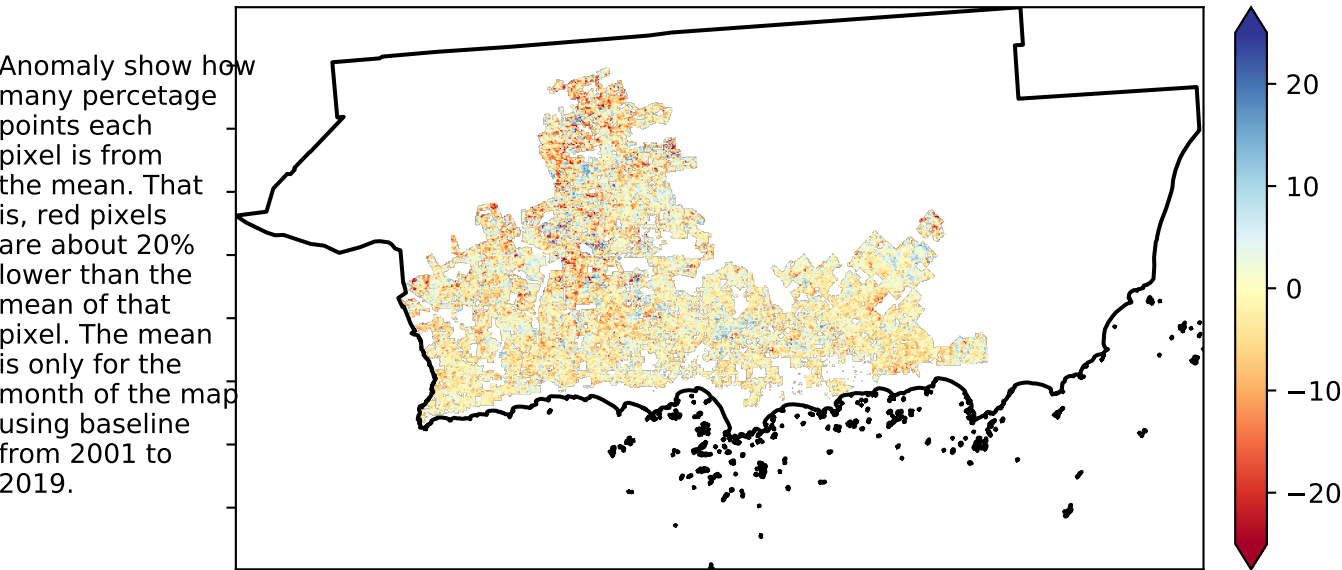 Anomaly show how
many percetage
points each
pixel is from
the mean. That
is, red pixels
are about 20%
lower than the
mean of that
pixel. The mean
is only for the
month of the map
using baseline
from 2001 to
2019.
20
10
0
−10
−20